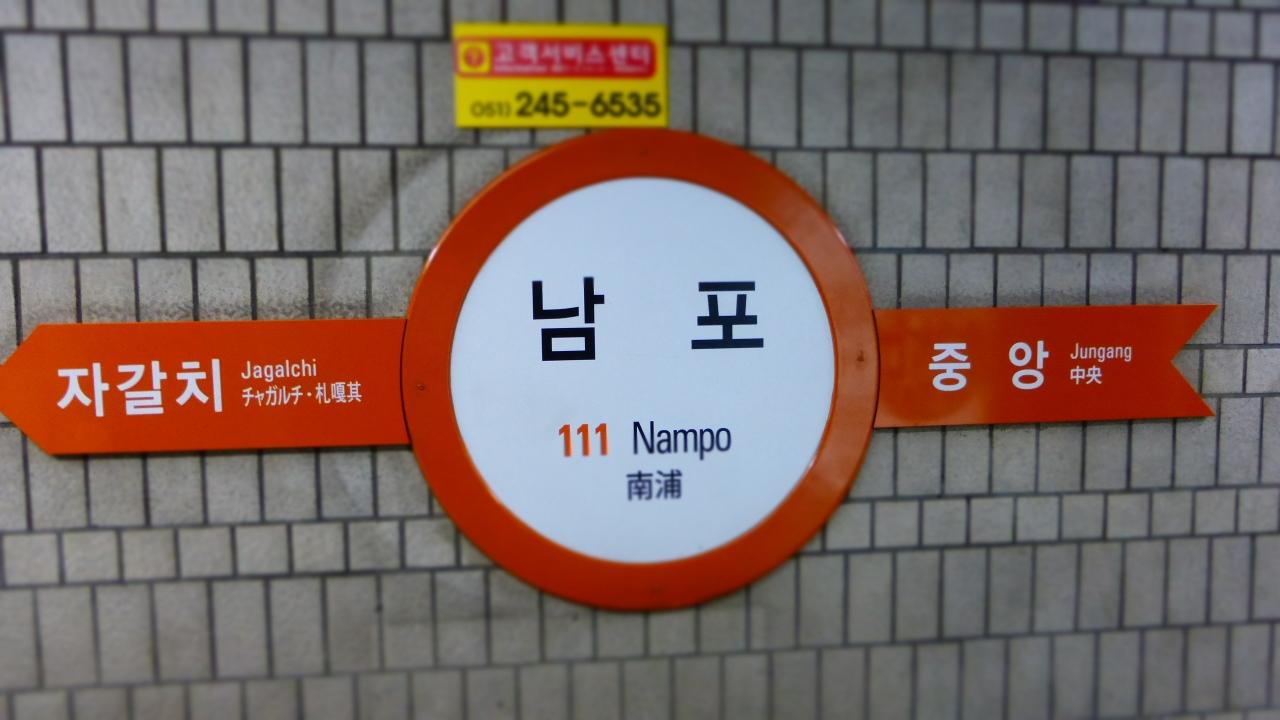 고객서비스센터
051) 245-6535
남 포
111 Nampo
南浦
자갈치 Jagalchi
チャガルチ・札嘎其
중 앙 Jungang
中央